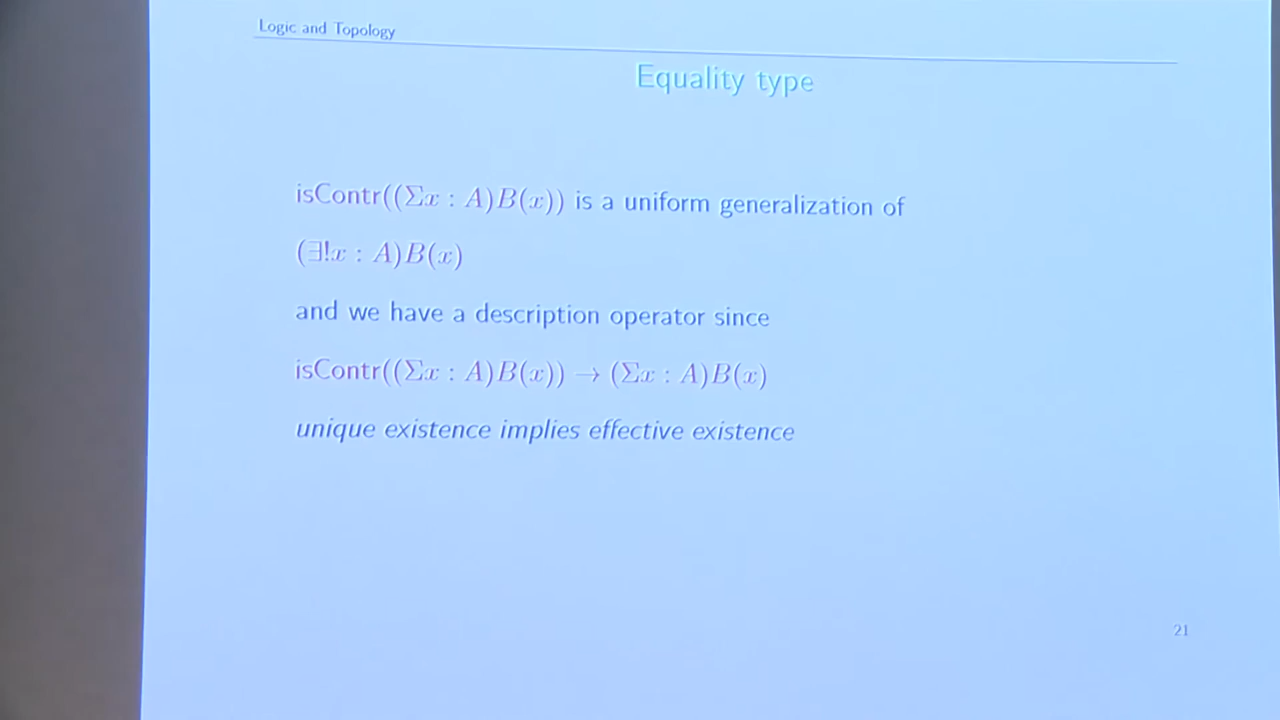 Logic and Topology
Equality type
isContr((Σx : A)B(x)) is a uniform generalization of
(∃!x : A)B(x)
and we have a description operator since
isContr((Σx : A)B(x)) → (Σx : A)B(x)
unique existence implies effective existence
21